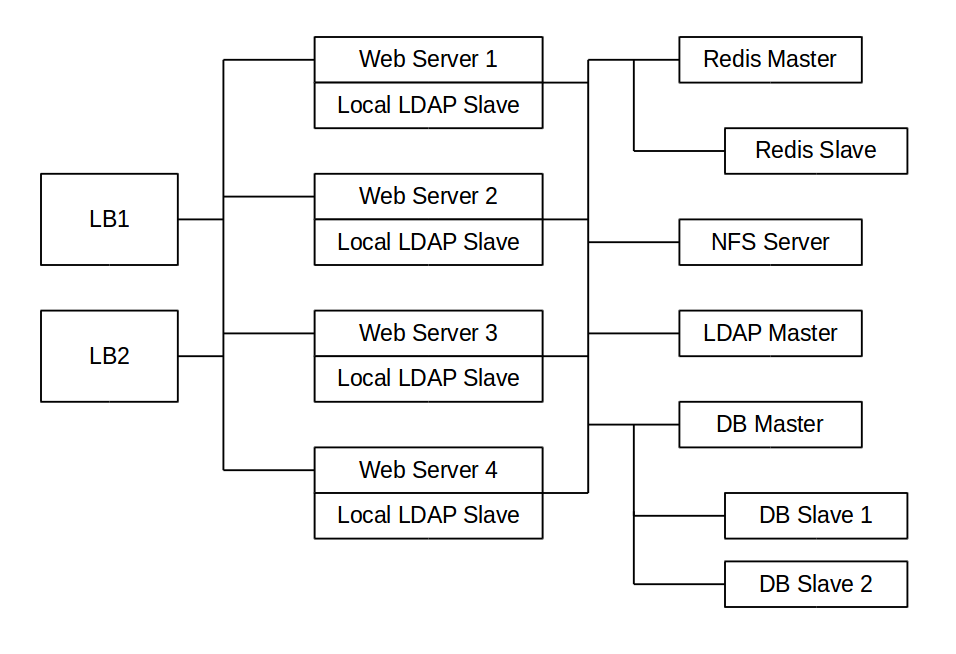 LB1
LB2
Web Server 1
Local LDAP Slave
Web Server 2
Local LDAP Slave
Web Server 3
Local LDAP Slave
Web Server 4
Local LDAP Slave
Redis Master
Redis Slave
NFS Server
LDAP Master
DB Master
DB Slave 1
DB Slave 2